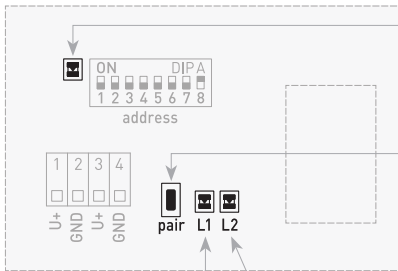 ON DIPA
1 2 3 4 5 6 7 8
address
1 2 3 4
U+ GND U+ GND
pair L1 L2